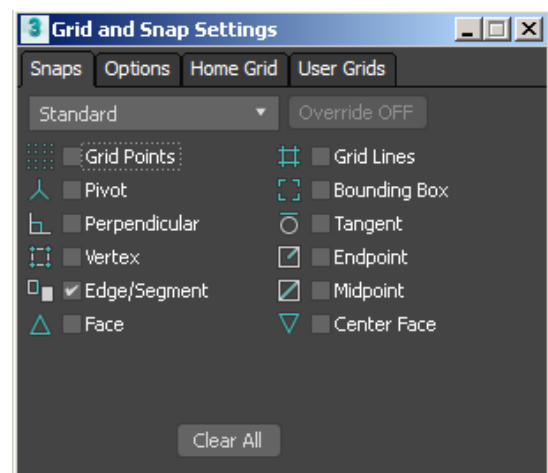 3 Grid and Snap Settings
Snaps Options Home Grid User Grids
Standard Override OFF
Grid Points Grid Lines
Pivot Bounding Box
Perpendicular Tangent
Vertex Endpoint
Edge/Segment Midpoint
Face Center Face
Clear All